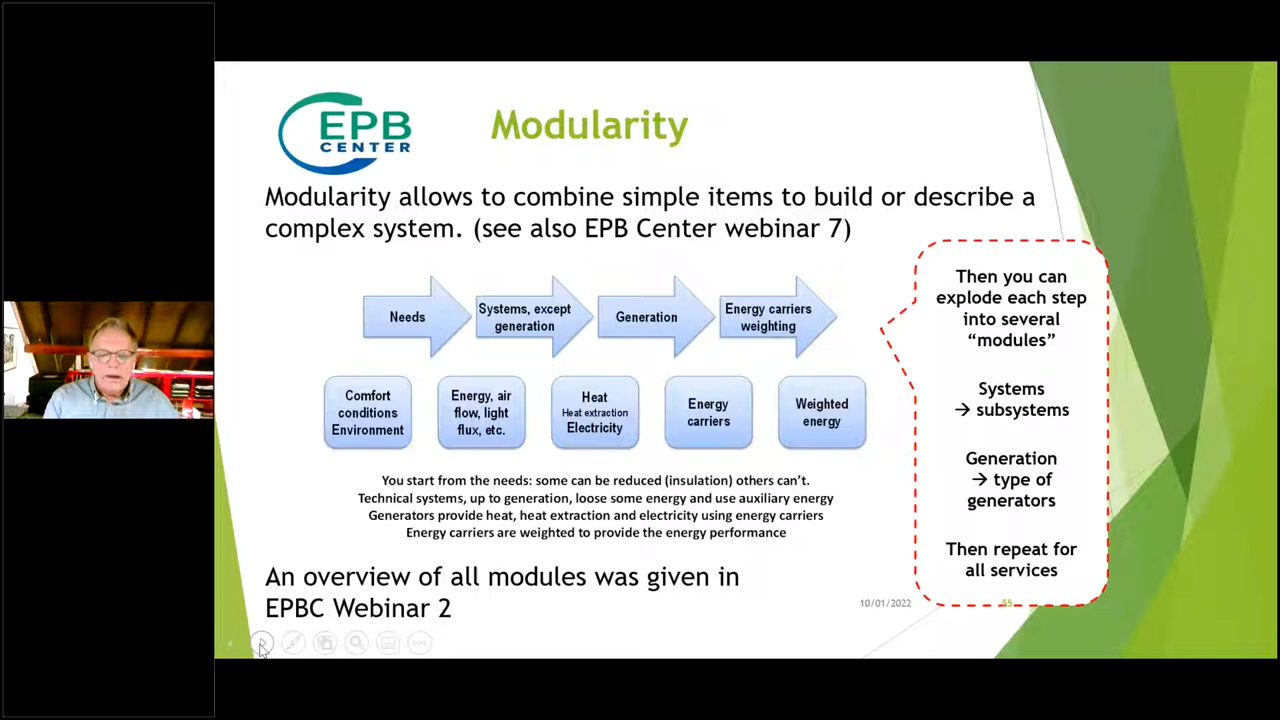 EPB
CENTER
Modularity
Modularity allows to combine simple items to build or describe a
complex system. (see also EPB Center webinar 7)
Needs
Systems, except
generation
Generation
Energy carriers
weighting
Comfort
conditions
Environment
Energy, air
flow, light
flux, etc.
Heat
Heat extraction
Electricity
Energy
carriers
Weighted
energy
You start from the needs: some can be reduced (insulation) others can't.
Technical systems, up to generation, loose some energy and use auxiliary energy
Generators provide heat, heat extraction and electricity using energy carriers
Energy carriers are weighted to provide the energy performance
Then you can
explode each step
into several
“modules”
Systems
→ subsystems
Generation
→ type of
generators
Then repeat for
all services
An overview of all modules was given in
EPBC Webinar 2
10/01/2022
55